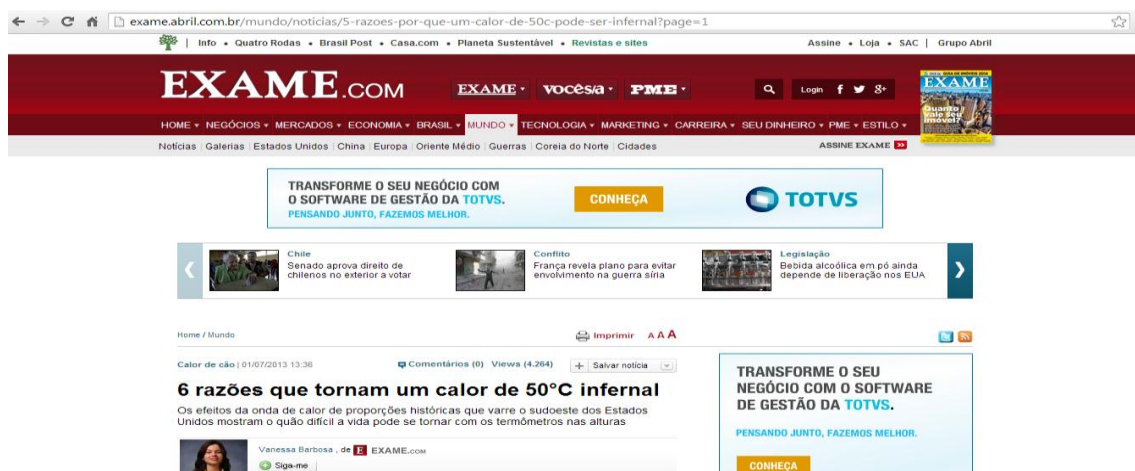 exame.abril.com.br/mundo/noticias/5-razoes-por-que-um-calor-de-50c-pode-ser-infernal?page=1
Info • Quatro Rodas • Brasil Post • Casa.com • Planeta Sustentável • Revistas e sites
Assine • Loja • SAC | Grupo Abril
EXAME.COM
EXAME
VOCÊS/A
PME
Login
8+
EXAME
Quanto vale seu imóvel?
HOME NEGÓCIOS MERCADOS ECONOMIA BRASIL MUNDO TECNOLOGIA MARKETING CARREIRA SEU DINHEIRO PME ESTILO
Notícias | Galerias | Estados Unidos | China | Europa | Oriente Médio | Guerras | Coreia do Norte | Cidades
ASSINE EXAME
TRANSFORME O SEU NEGÓCIO COM
O SOFTWARE DE GESTÃO DA TOTVS.
PENSANDO JUNTO, FAZEMOS MELHOR.
CONHEÇA
TOTVS
Chile
Senado aprova direito de
chilenos no exterior a votar
Conflito
França revela plano para evitar
envolvimento na guerra síria
Legislação
Bebida alcoólica em pó ainda
depende de liberação nos EUA
Home / Mundo
Imprimir A A A
Calor de cão | 01/07/2013 13:36
Comentários (0) Views (4.264)
+ Salvar notícia
6 razões que tornam um calor de 50°C infernal
Os efeitos da onda de calor de proporções históricas que varre o sudoeste dos Estados
Unidos mostram o quão difícil a vida pode se tornar com os termômetros nas alturas
Vanessa Barbosa , de E EXAME.COM
Siga-me
TRANSFORME O SEU
NEGÓCIO COM O SOFTWARE
DE GESTÃO DA TOTVS.
PENSANDO JUNTO, FAZEMOS MELHOR.
CONHEÇA